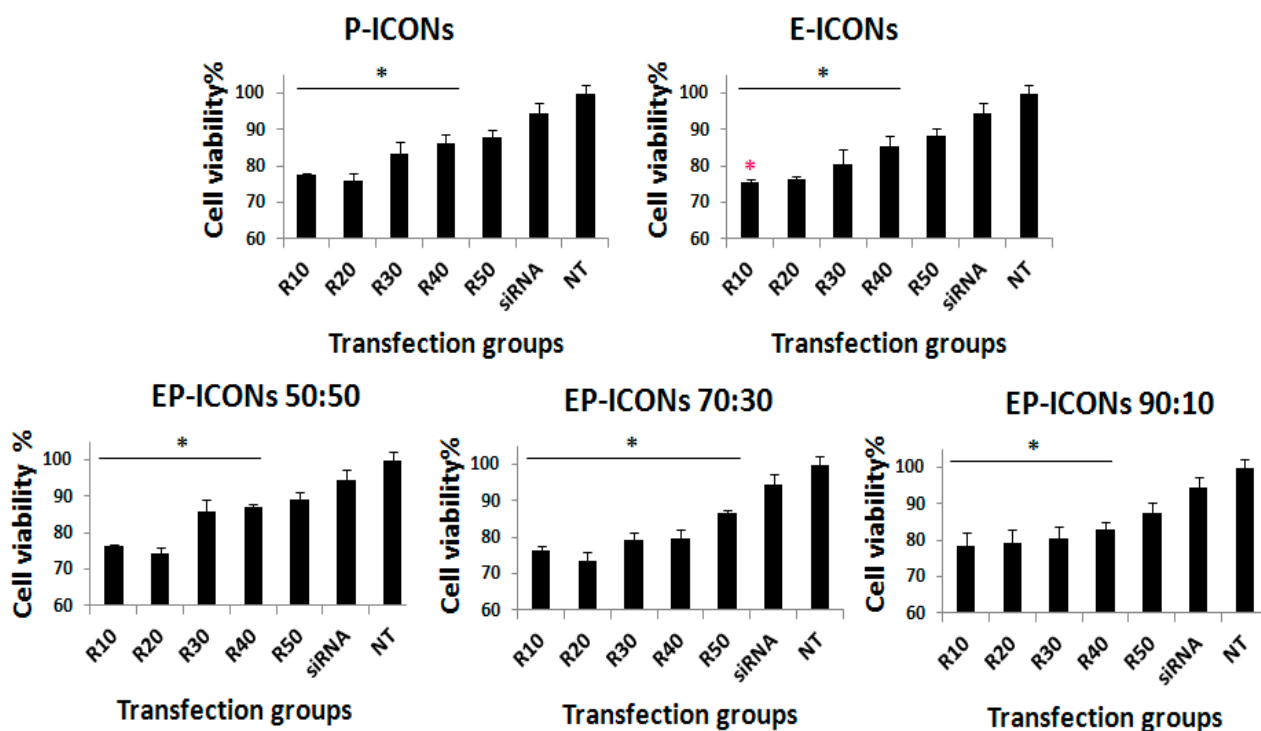 P-ICONs
Cell viability%
*
100
90
80
70
60
R10 R20 R30 R40 R50 siRNA NT
Transfection groups
E-ICONs
Cell viability%
*
*
100
90
80
70
60
R10 R20 R30 R40 R50 siRNA NT
Transfection groups
EP-ICONs 50:50
Cell viability %
*
100
90
80
70
60
R10 R20 R30 R40 R50 siRNA NT
Transfection groups
EP-ICONs 70:30
Cell viability%
*
100
90
80
70
60
R10 R20 R30 R40 R50 siRNA NT
Transfection groups
EP-ICONs 90:10
Cell viability%
*
100
90
80
70
60
R10 R20 R30 R40 R50 siRNA NT
Transfection groups